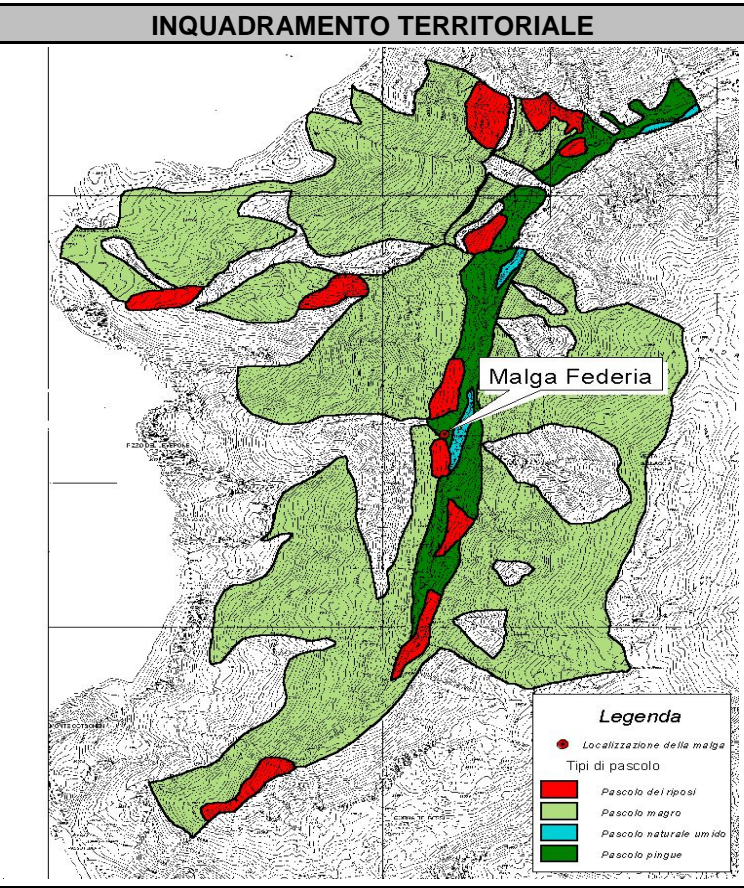 INQUADRAMENTO TERRITORIALE
Malga Federia
Legenda
Localizzazione della malga
Tipi di pascolo
Pascolo dei riposi
Pascolo magro
Pascolo naturale umido
Pascolo pingue